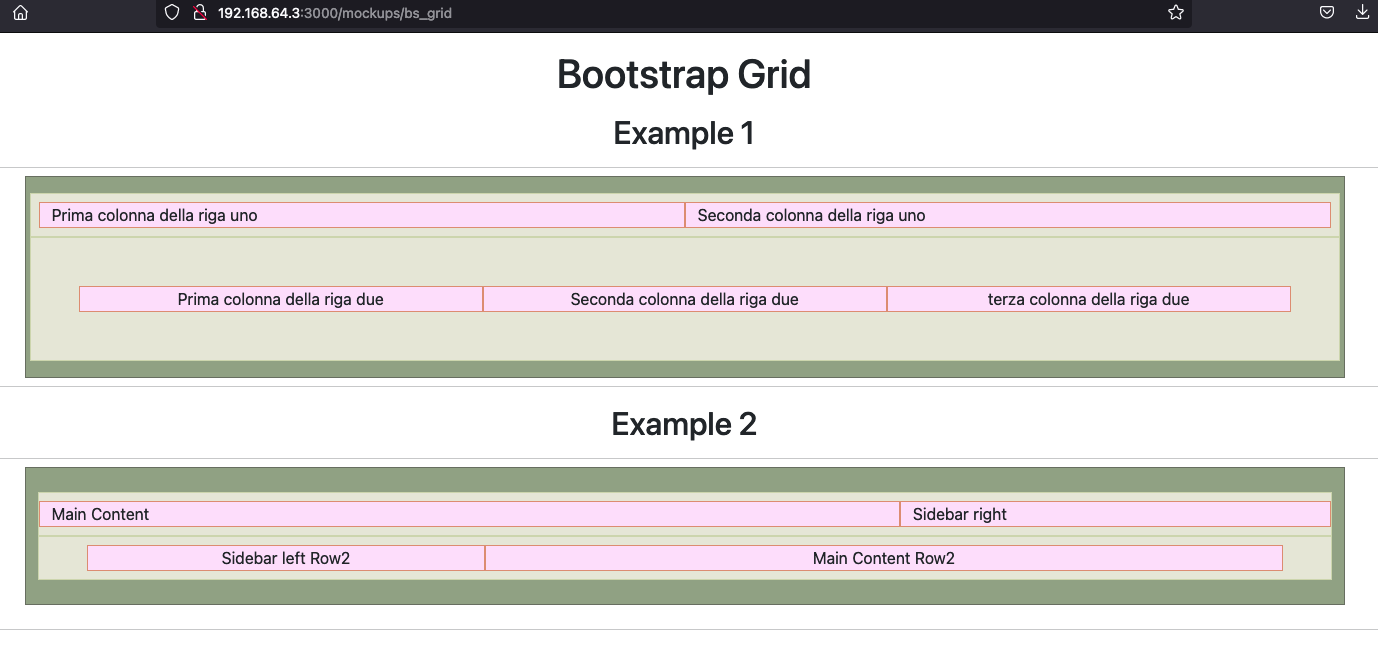 192.168.64.3:3000/mockups/bs_grid
Bootstrap Grid
Example 1
Prima colonna della riga uno Seconda colonna della riga uno
Prima colonna della riga due Seconda colonna della riga due terza colonna della riga due
Example 2
Main Content Sidebar right
Sidebar left Row2 Main Content Row2